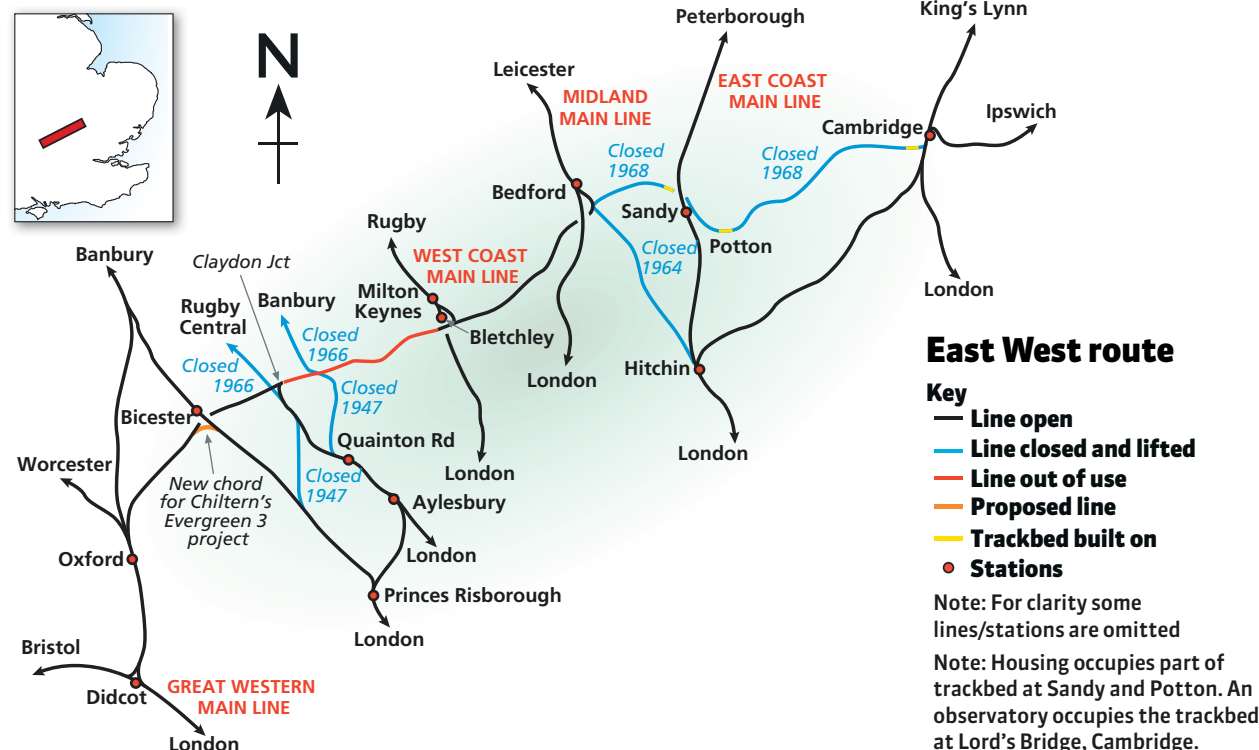 King's Lynn
Peterborough
N
Leicester
MIDLAND
MAIN LINE
EAST COAST
MAIN LINE
Ipswich
Cambridge
Closed
1968
Closed
1968
Bedford
Sandy
Potton
Rugby
Closed
1964
Banbury
Claydon Jct
WEST COAST
MAIN LINE
London
Rugby
Central
Banbury
Milton
Keynes
Bletchley
Closed
1966
Closed
1966
East West route
Hitchin
London
Key
Closed
1947
Bicester
Line open
Quainton Rd
Line closed and lifted
London
London
Worcester
Closed
1947
Line out of use
New chord
for Chiltern's
Evergreen 3
project
Aylesbury
Proposed line
Trackbed built on
London
Oxford
Stations
Princes Risborough
Note: For clarity some
lines/stations are omitted
London
Bristol
Note: Housing occupies part of
trackbed at Sandy and Potton. An
observatory occupies the trackbed
at Lord's Bridge, Cambridge.
Didcot
GREAT WESTERN
MAIN LINE
London